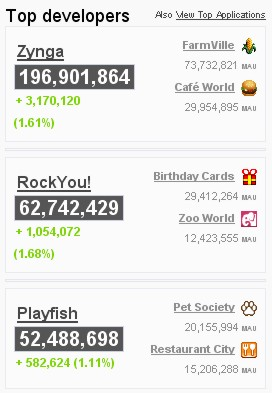 Top developers
Also View Top Applications
Zynga
196,901,864
+ 3,170,120
(1.61%)
FarmVille
73,732,821 MAU
Café World
29,954,895 MAU
RockYou!
62,742,429
+ 1,054,072
(1.68%)
Birthday Cards
29,412,264 MAU
Zoo World
12,423,555 MAU
Playfish
52,488,698
+ 582,624 (1.11%)
Pet Society
20,155,994 MAU
Restaurant City
15,206,288 MAU